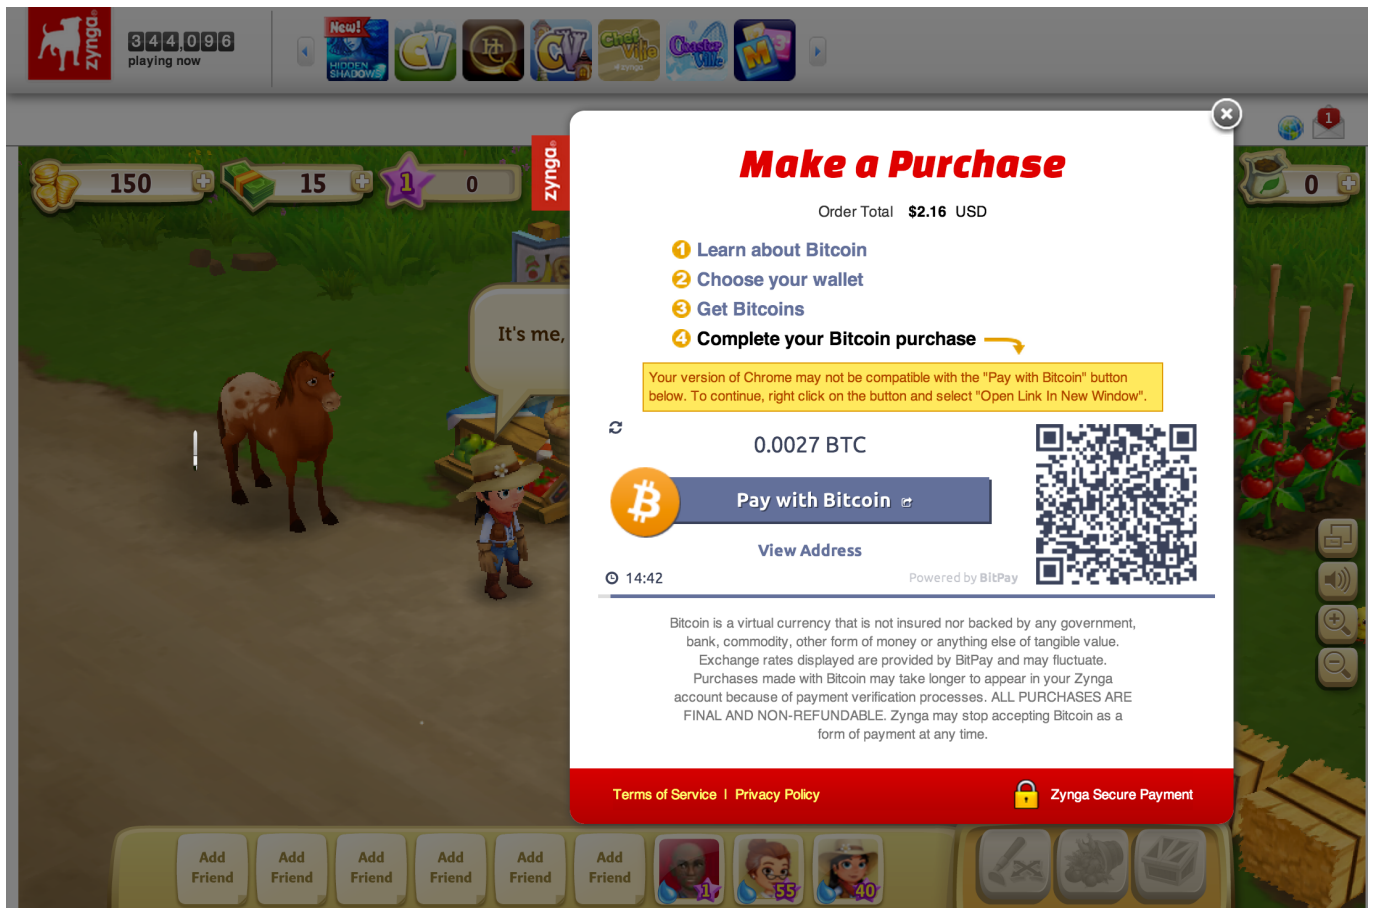 zynga®
344,096
playing now
New!
HIDDEN
SHADOWS
CV
HC
CV
Chef
Ville
zynga
Coaster
Ville
M
3
1
150
15
1
0
0
zynga®
Make a Purchase
Order Total $2.16 USD
1 Learn about Bitcoin
2 Choose your wallet
3 Get Bitcoins
4 Complete your Bitcoin purchase
Your version of Chrome may not be compatible with the "Pay with Bitcoin" button
below. To continue, right click on the button and select "Open Link In New Window".
It's me,
0.0027 BTC
Pay with Bitcoin
View Address
14:42
Powered by BitPay
Bitcoin is a virtual currency that is not insured nor backed by any government,
bank, commodity, other form of money or anything else of tangible value.
Exchange rates displayed are provided by BitPay and may fluctuate.
Purchases made with Bitcoin may take longer to appear in your Zynga
account because of payment verification processes. ALL PURCHASES ARE
FINAL AND NON-REFUNDABLE. Zynga may stop accepting Bitcoin as a
form of payment at any time.
Terms of Service | Privacy Policy
Zynga Secure Payment
Add
Friend
Add
Friend
Add
Friend
Add
Friend
Add
Friend
Add
Friend
1
55
40